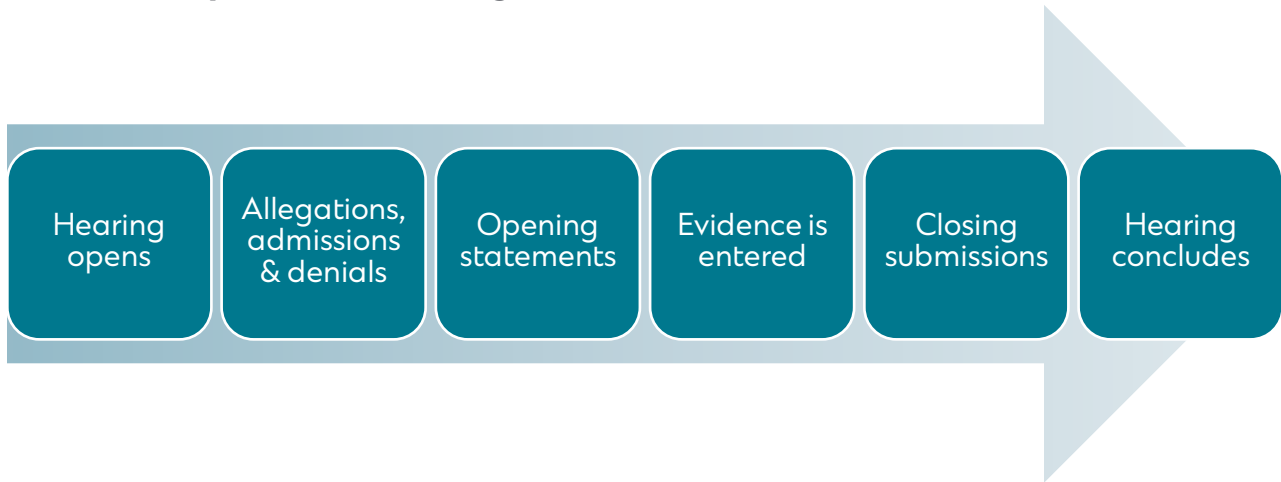 Hearing
opens
Allegations,
admissions
& denials
Opening
statements
Evidence is
entered
Closing
submissions
Hearing
concludes